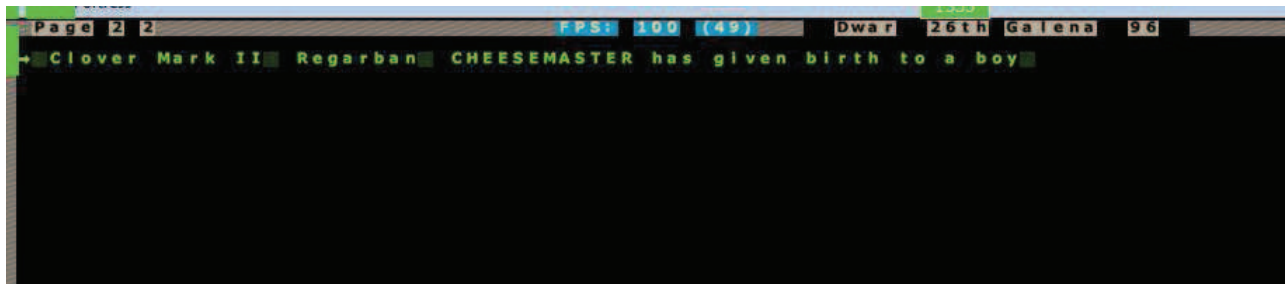 Page 2 2 FPS: 100 (49) Dwar 26th Galena 96
Clover Mark II Regarban CHEESEMASTER has given birth to a boy